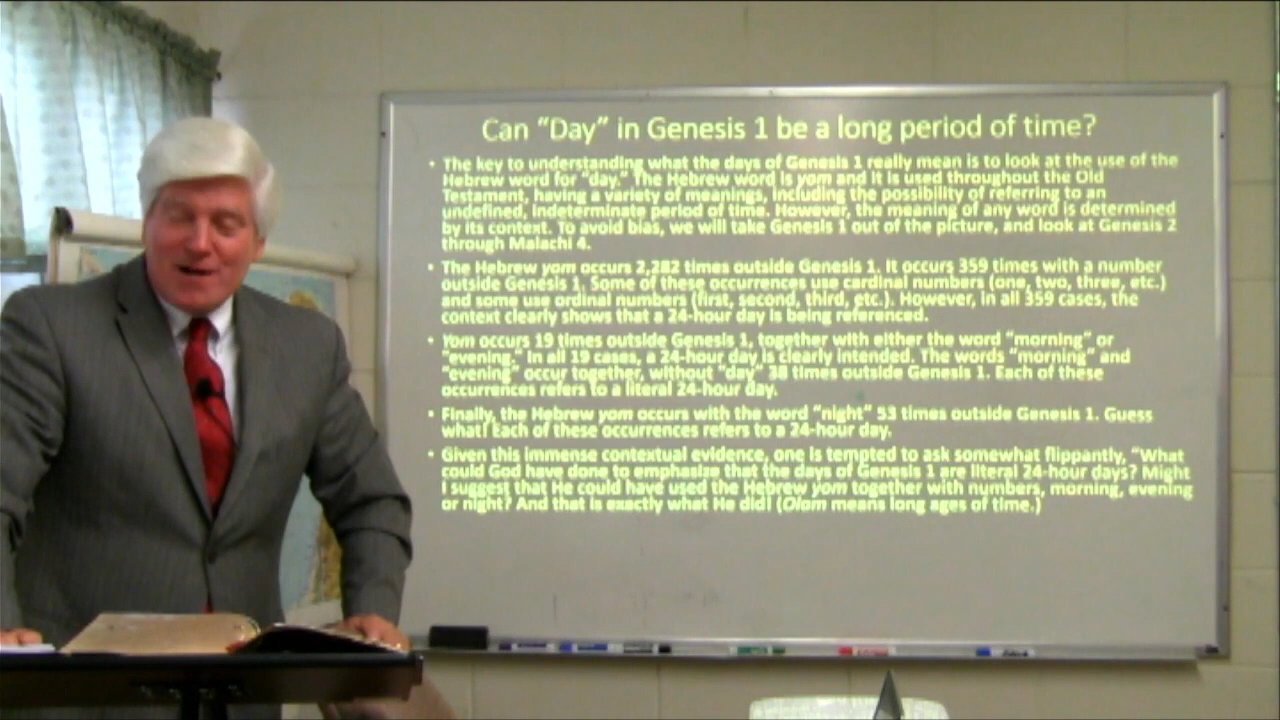 Can “Day” in Genesis 1 be a long period of time?
• The key to understanding what the days of Genesis 1 really mean is to look at the use of the
Hebrew word for “day.” The Hebrew word is yom and it is used throughout the Old
Testament, having a variety of meanings, including the possibility of referring to an
undefined, indeterminate period of time. However, the meaning of any word is determined
by its context. To avoid bias, we will take Genesis 1 out of the picture, and look at Genesis 2
through Malachi 4.
• The Hebrew yom occurs 2,282 times outside Genesis 1. It occurs 359 times with a number
outside Genesis 1. Some of these occurrences use cardinal numbers (one, two, three, etc.)
and some use ordinal numbers (first, second, third, etc.). However, in all 359 cases, the
context clearly shows that a 24-hour day is being referenced.
• Yom occurs 19 times outside Genesis 1, together with either the word “morning” or
“evening.” In all 19 cases, a 24-hour day is clearly intended. The words “morning” and
“evening” occur together, without “day” 38 times outside Genesis 1. Each of these
occurrences refers to a literal 24-hour day.
• Finally, the Hebrew yom occurs with the word “night” 53 times outside Genesis 1. Guess
what! Each of these occurrences refers to a 24-hour day.
• Given this immense contextual evidence, one is tempted to ask somewhat flippantly, “What
could God have done to emphasize that the days of Genesis 1 are literal 24-hour days? Might
I suggest that He could have used the Hebrew yom together with numbers, morning, evening
or night? And that is exactly what He did! (Olam means long ages of time.)